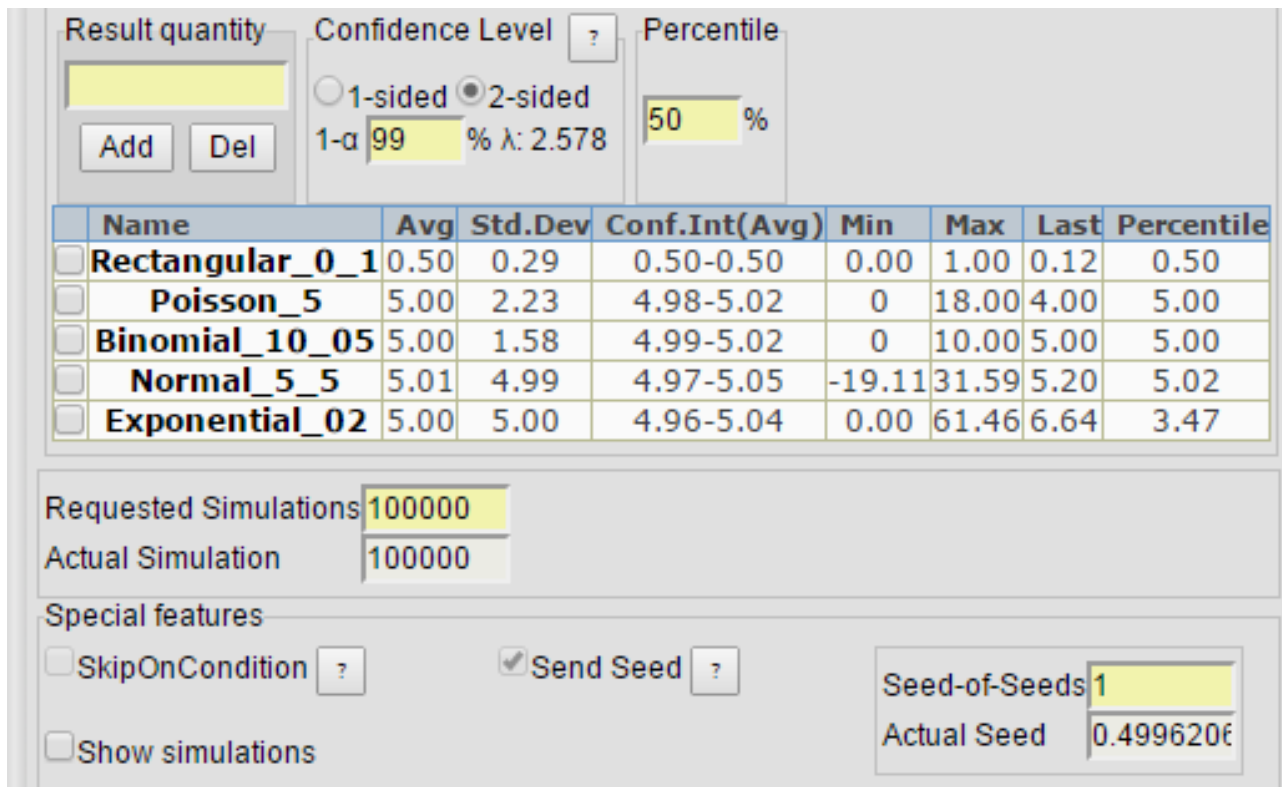 Result quantity Confidence Level ? Percentile
1-sided 2-sided
50 %
1-α 99 % λ: 2.578
Add Del
Name Avg Std.Dev Conf.Int(Avg) Min Max Last Percentile
Rectangular_0_1 0.50 0.29 0.50-0.50 0.00 1.00 0.12 0.50
Poisson_5 5.00 2.23 4.98-5.02 0 18.00 4.00 5.00
Binomial_10_05 5.00 1.58 4.99-5.02 0 10.00 5.00 5.00
Normal_5_5 5.01 4.99 4.97-5.05 -19.11 31.59 5.20 5.02
Exponential_02 5.00 5.00 4.96-5.04 0.00 61.46 6.64 3.47
Requested Simulations 100000
Actual Simulation 100000
Special features
SkipOnCondition ? Send Seed ?
Seed-of-Seeds 1
Actual Seed 0.4996206
Show simulations